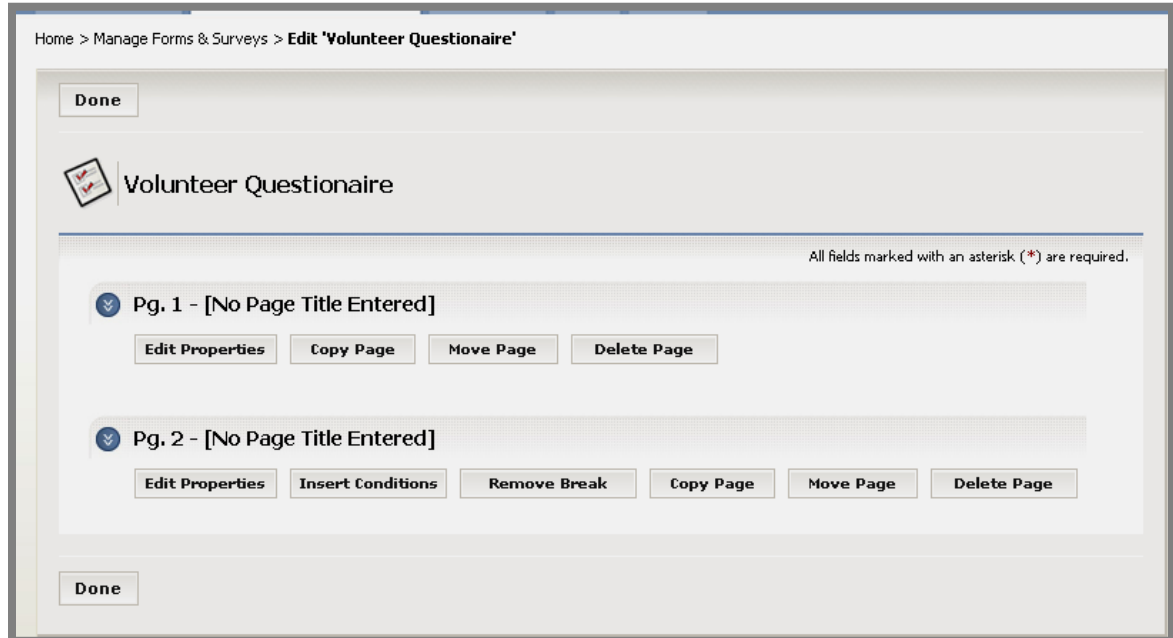 Home > Manage Forms & Surveys > Edit 'Volunteer Questionaire'
Done
Volunteer Questionaire
All fields marked with an asterisk (*) are required.
Pg. 1 - [No Page Title Entered]
Edit Properties Copy Page Move Page Delete Page
Pg. 2 - [No Page Title Entered]
Edit Properties Insert Conditions Remove Break Copy Page Move Page Delete Page
Done